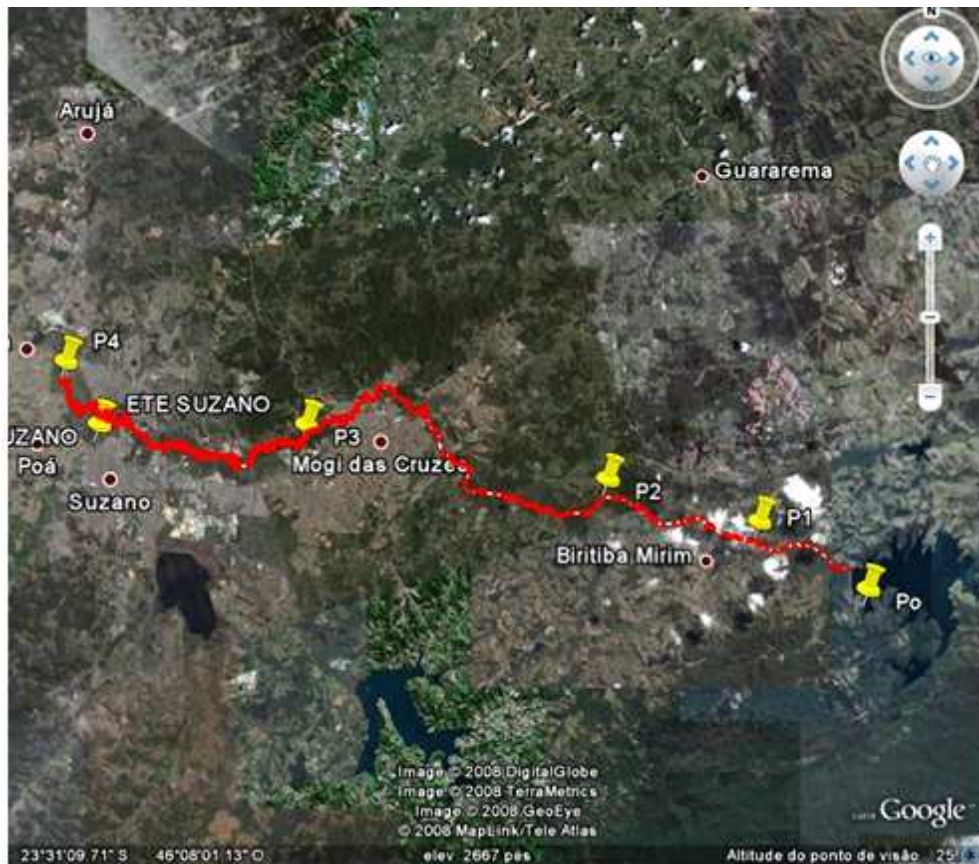 N
Arujá
Guararema
P4
ETE SUZANO
UZANO
Poá
P3
Mogi das Cruzes
Suzano
P2
P1
Biritiba Mirim
Po
Image © 2008 DigitalGlobe
Image © 2008 TerraMetrics
Image © 2008 GeoEye
© 2008 MapLink/Tele Atlas
Google
23°31'09.71" S 46°08'01.13" O elev 2667 pés Altitude do ponto de visão